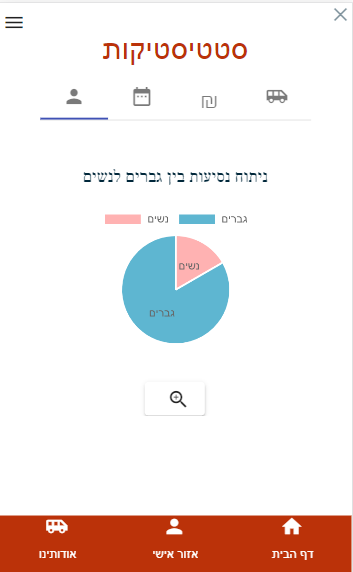 סטטיסטיקות
₪
ניתוח נסיעות בין גברים לנשים
גברים נשים
נשים
גברים
דף הבית אזור אישי אודותינו